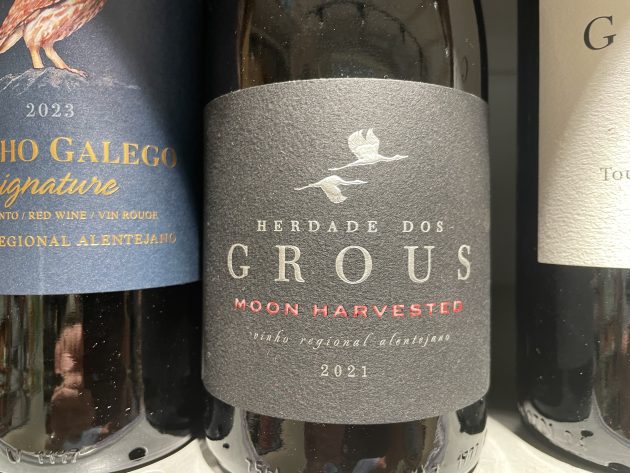 2023
HO GALEGO
ignature
NTO / RED WINE / VIN ROUGE
EGIONAL ALENTEJANO
HERDADE DOS
GROUS
MOON HARVESTED
vinho regional alentejano
2021
G
Tou